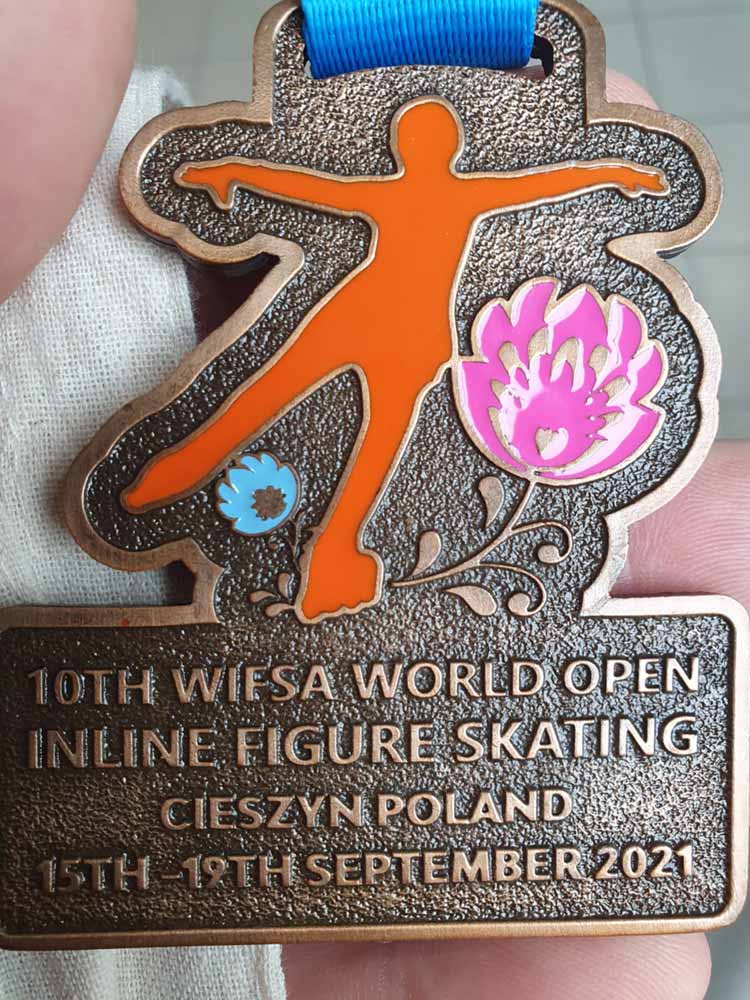 10TH WIFSA WORLD OPEN
INLINE FIGURE SKATING
CIESZYN POLAND
15TH -19TH SEPTEMBER 2021